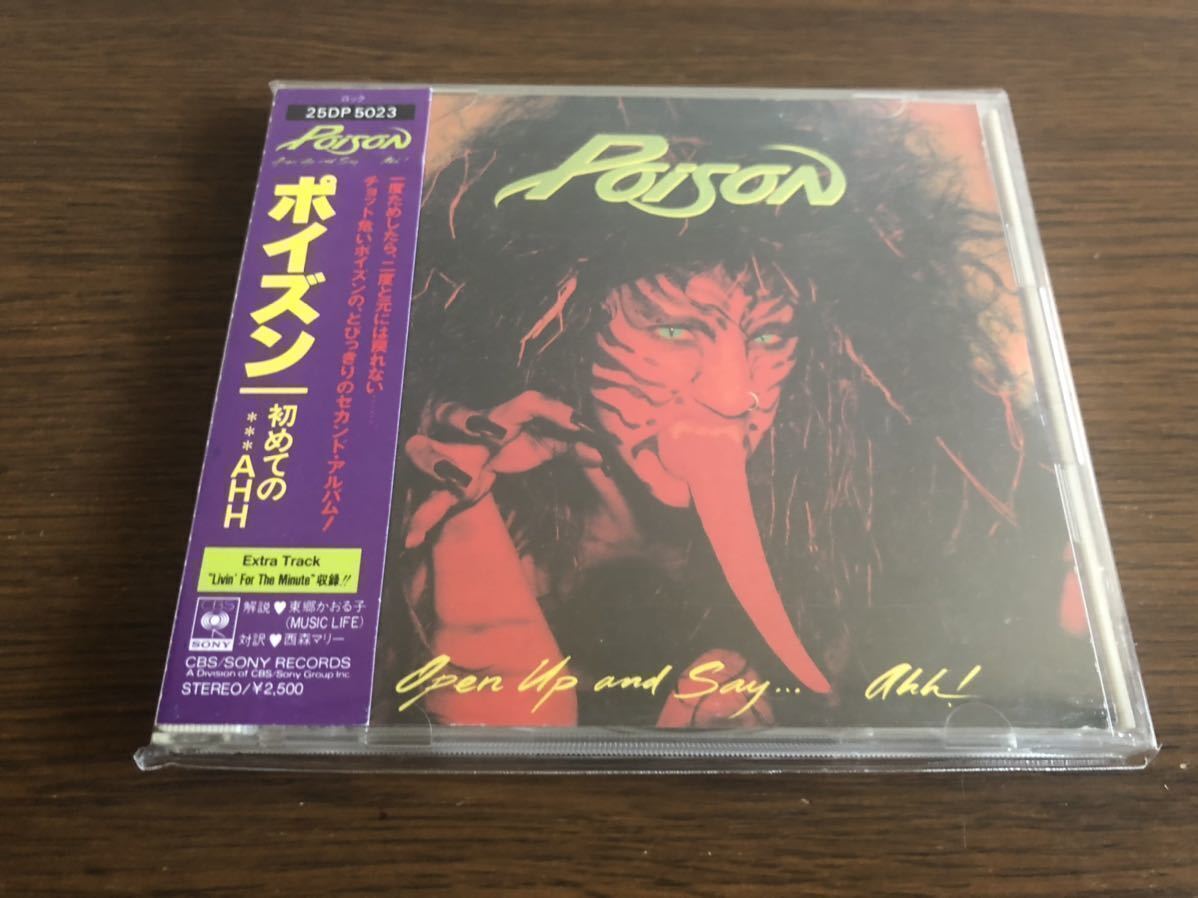 ロック
25DP 5023
POISON
Open Up and Say ... Ahh!
ポイズン
初めての
***AHH
一度ためしたら、二度と元には戻れない……
チョット危いポイズンの、とびっきりのセカンド・アルバム!
Extra Track
"Livin' For The Minute"収録!!
CBS
SONY
解説♥東郷かおる子
(MUSIC LIFE)
対訳♥西森マリー
CBS/SONY RECORDS
A Division of CBS/Sony Group Inc
STEREO/¥2,500
POISON
Open Up and Say... Ahh!